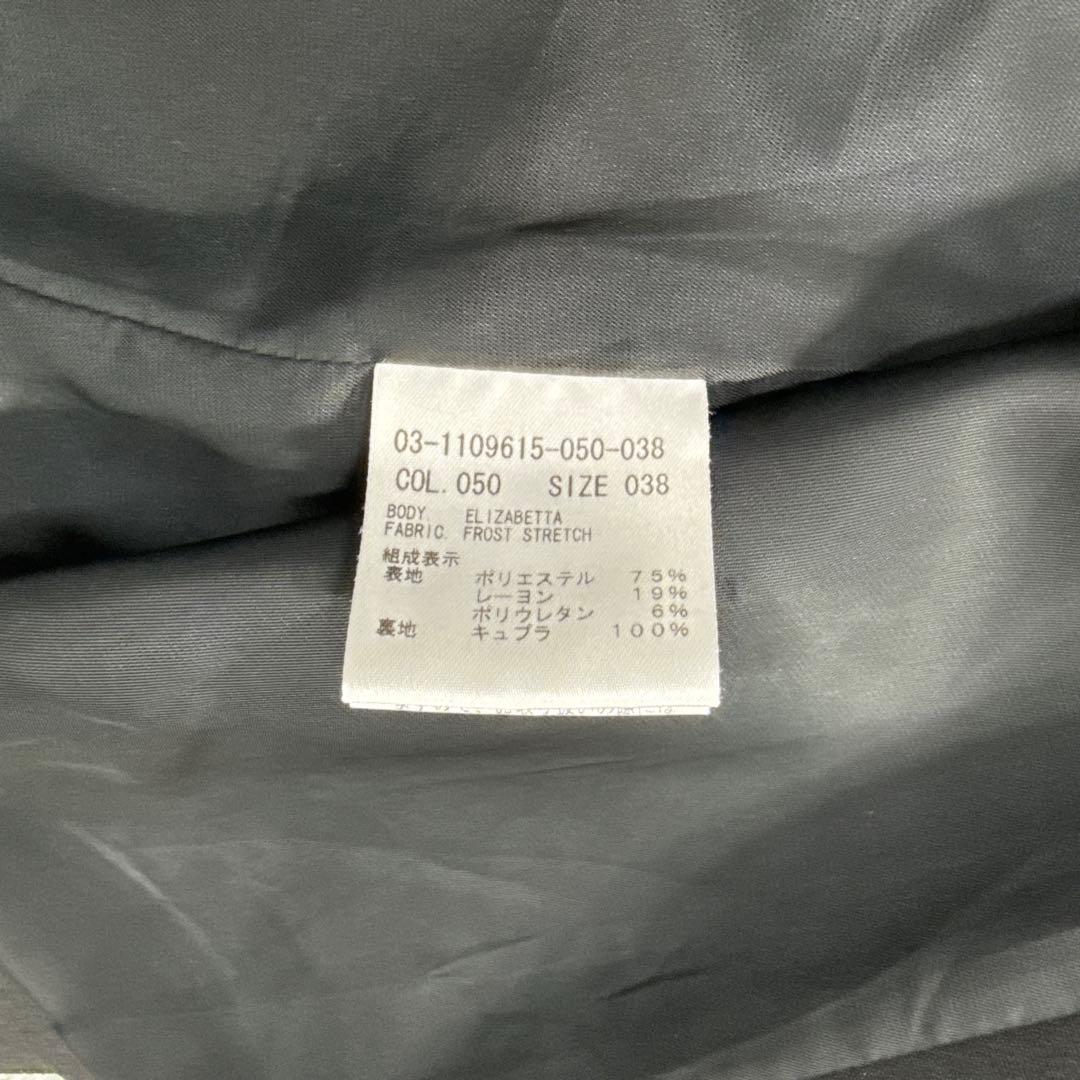 03-1109615-050-038
COL. 050 SIZE 038
BODY. ELIZABETTA
FABRIC. FROST STRETCH
組成表示
表地 ポリエステル 75%
レーヨン 19%
ポリウレタン 6%
裏地 キュプラ 100%